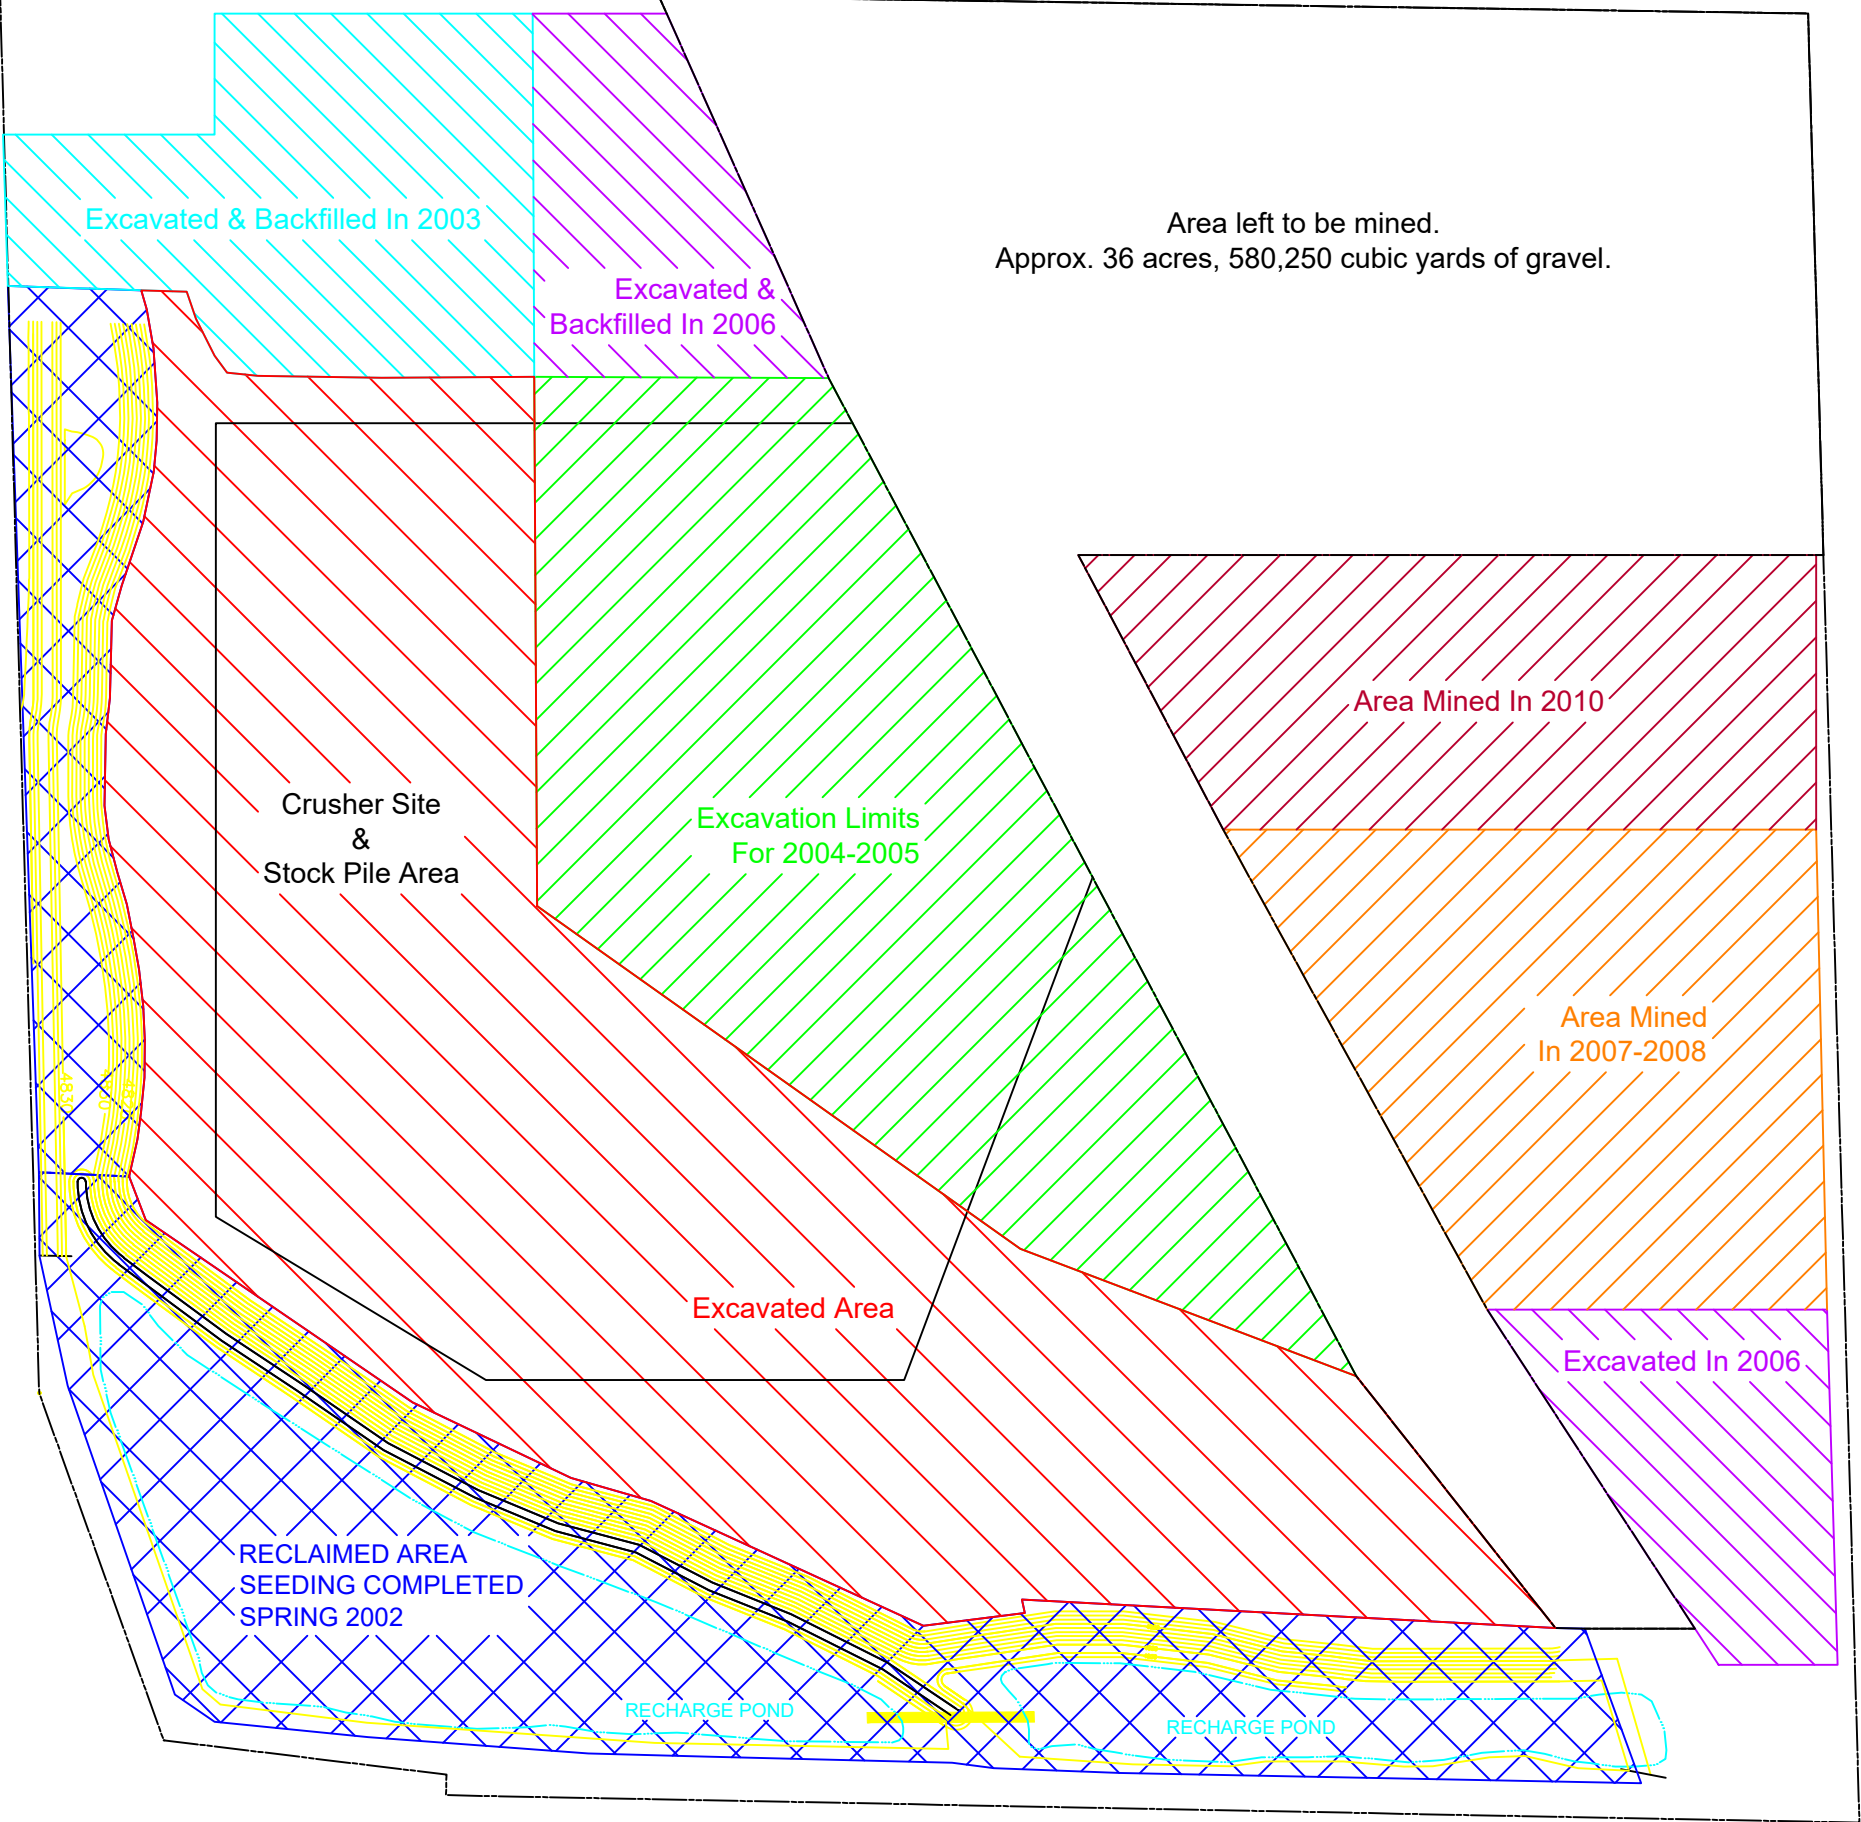 Excavated & Backfilled In 2003
Area left to be mined.
Approx. 36 acres, 580,250 cubic yards of gravel.
Excavated &
Backfilled In 2006
Area Mined In 2010
Crusher Site
&
Stock Pile Area
Excavation Limits
For 2004-2005
Area Mined
In 2007-2008
Excavated Area
Excavated In 2006
RECLAIMED AREA
SEEDING COMPLETED
SPRING 2002
RECHARGE POND
RECHARGE POND